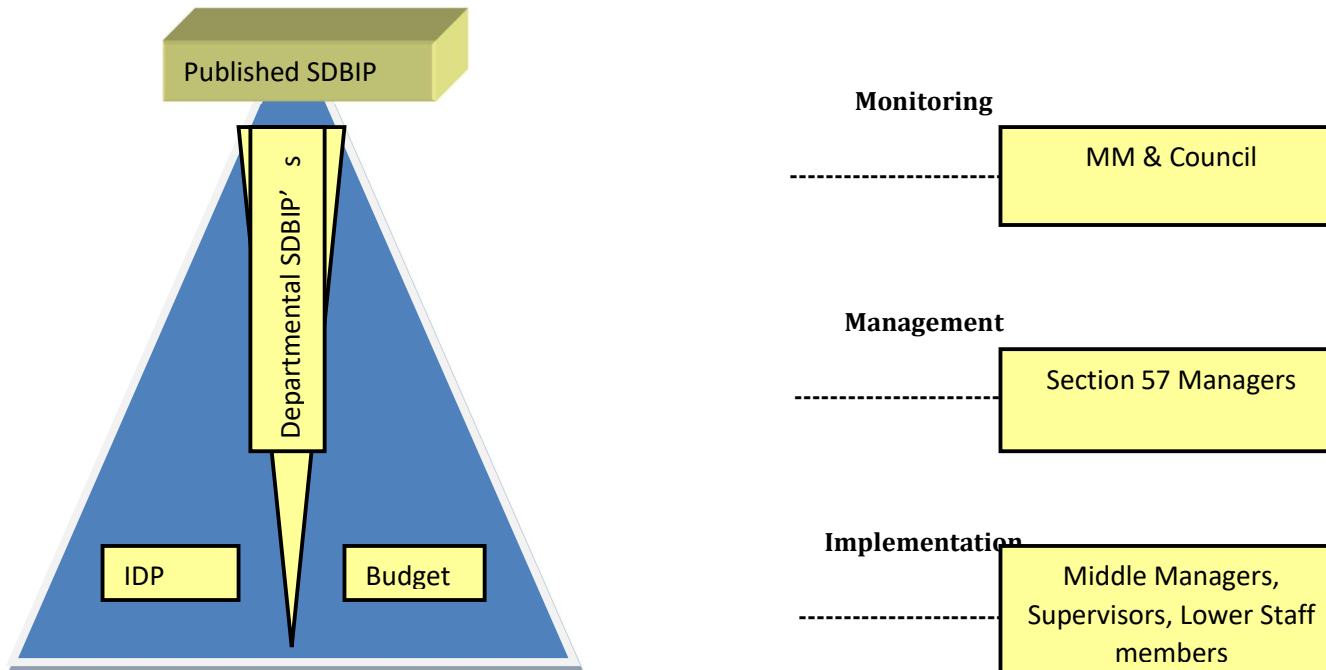 Published SDBIP
Departmental SDBIP' s
IDP
Budget
Monitoring
MM & Council
Management
Section 57 Managers
Implementation
Middle Managers,
Supervisors, Lower Staff
members